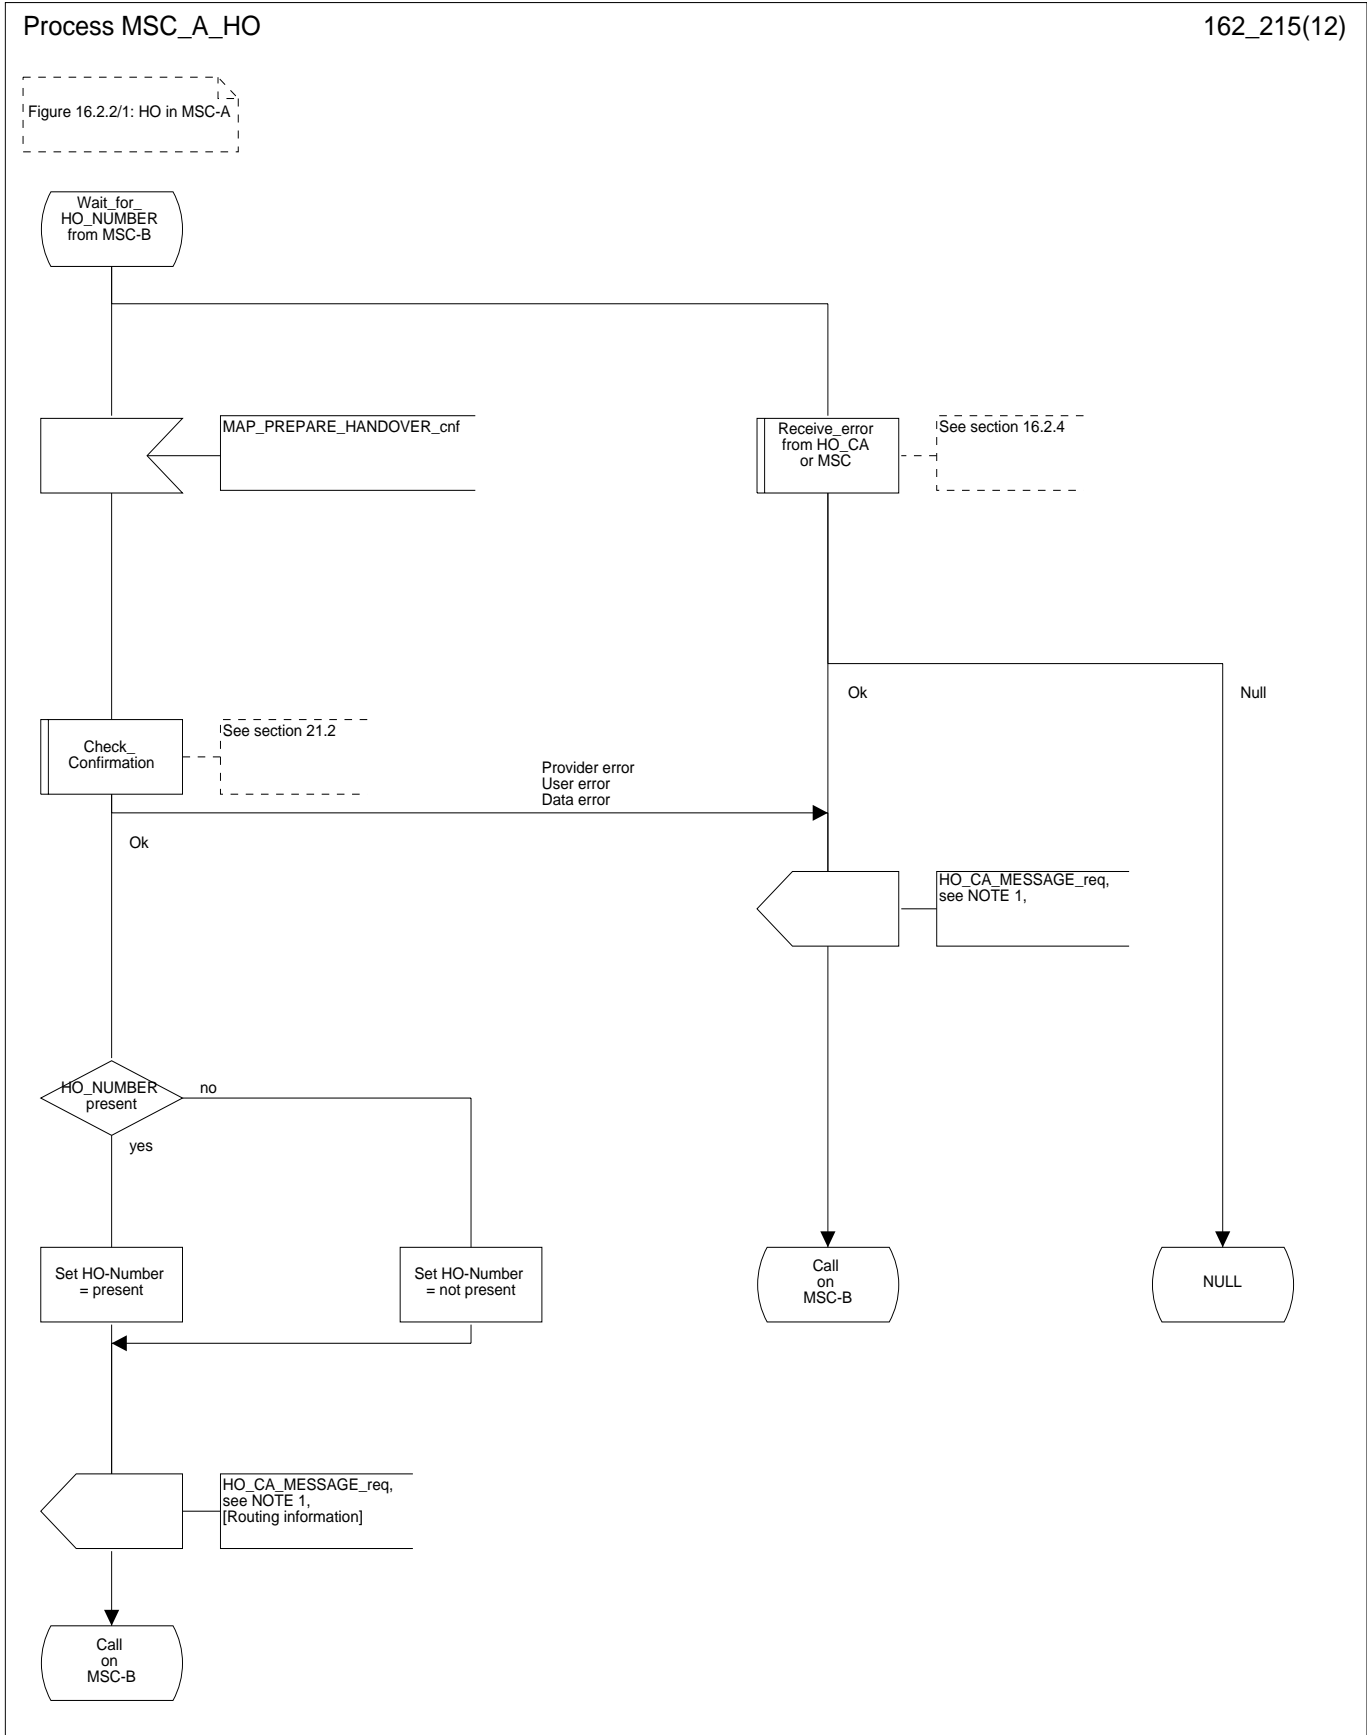 Process MSC_A_HO
162_215(12)
Figure 16.2.2/1: HO in MSC-A
Wait_for_
HO_NUMBER
from MSC-B
MAP_PREPARE_HANDOVER_cnf
Receive_error
from HO_CA
or MSC
See section 16.2.4
Ok
Null
Check_
Confirmation
See section 21.2
Provider error
User error
Data error
Ok
HO_CA_MESSAGE_req,
see NOTE 1,
HO_NUMBER
present
no
yes
Set HO-Number
= present
Set HO-Number
= not present
Call
on
MSC-B
NULL
HO_CA_MESSAGE_req,
see NOTE 1,
[Routing information]
Call
on
MSC-B